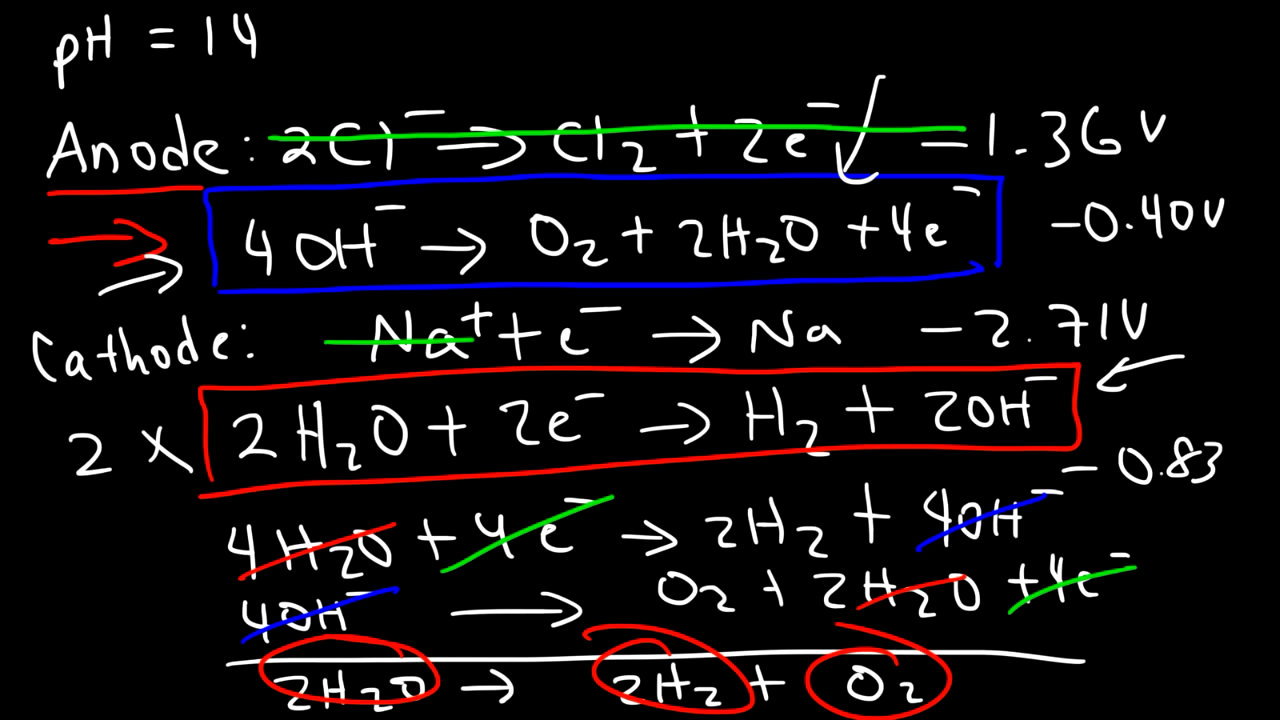 pH = 14
Anode: 2Cl⁻ → Cl₂ + 2e⁻ -1.36 V
4OH⁻ → O₂ + 2H₂O + 4e⁻ -0.40V
Cathode: Na⁺ + e⁻ → Na -2.71V
2 × 2H₂O + 2e⁻ → H₂ + 2OH⁻
-0.83
4H₂O + 4e⁻ → 2H₂ + 4OH⁻
4OH⁻ → O₂ + 2H₂O + 4e⁻
2H₂O → 2H₂ + O₂